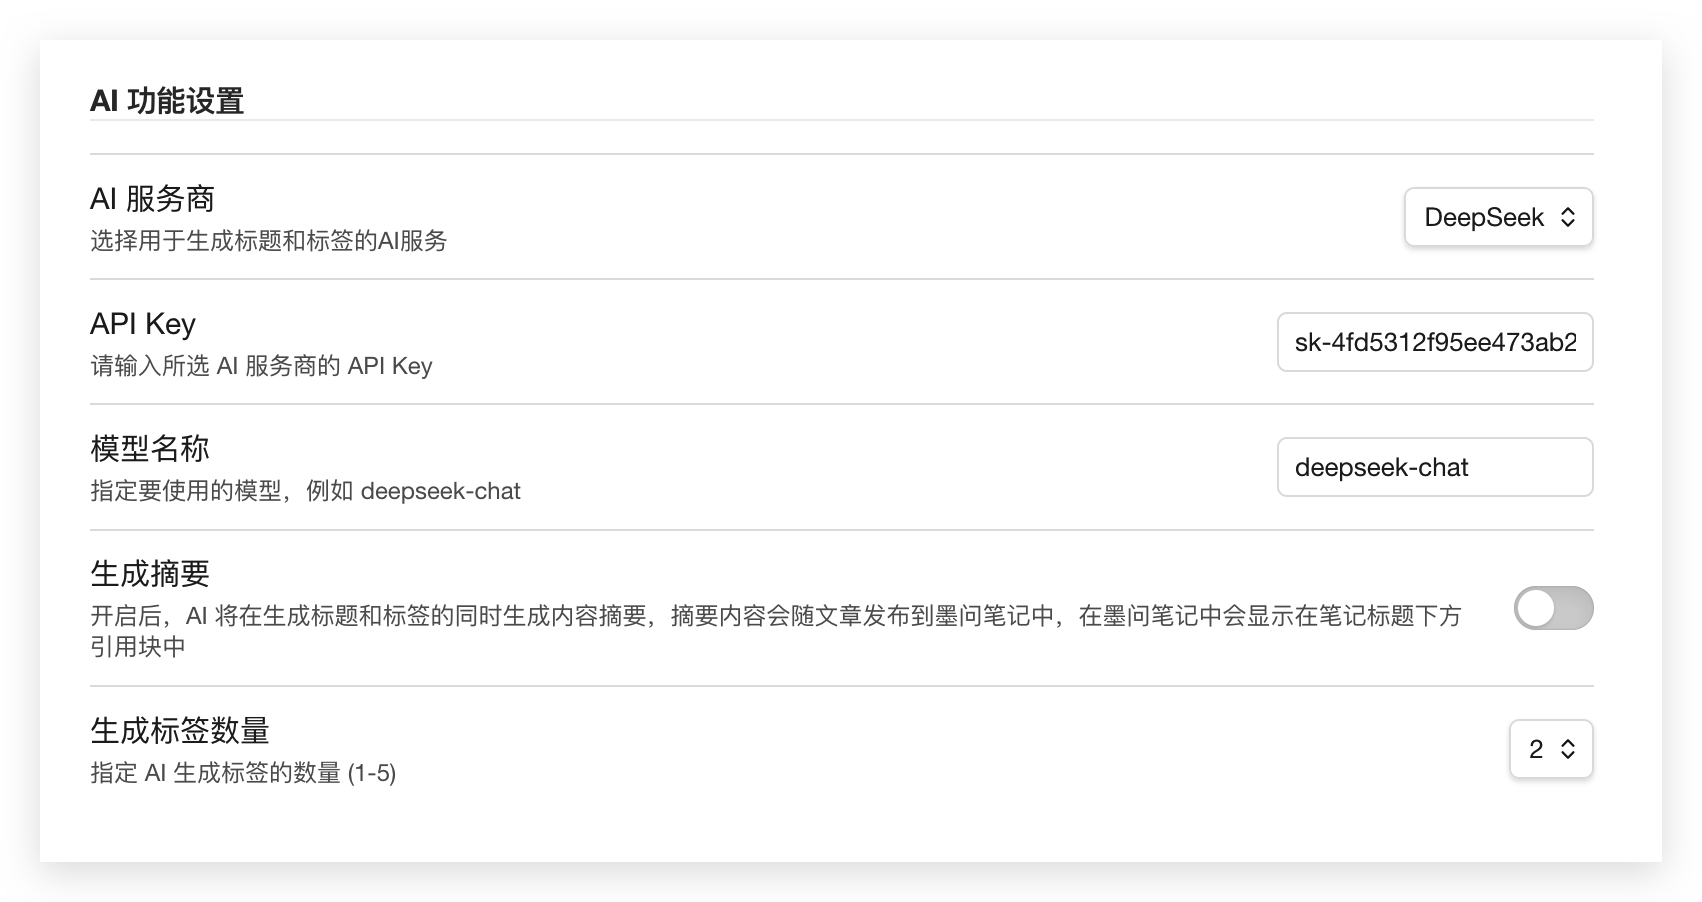 AI 功能设置
AI 服务商
选择用于生成标题和标签的AI服务
DeepSeek
API Key
请输入所选 AI 服务商的 API Key
sk-4fd5312f95ee473ab2
模型名称
指定要使用的模型，例如 deepseek-chat
deepseek-chat
生成摘要
开启后，AI 将在生成标题和标签的同时生成内容摘要，摘要内容会随文章发布到墨问笔记中，在墨问笔记中会显示在笔记标题下方
引用块中
生成标签数量
指定 AI 生成标签的数量 (1-5)
2